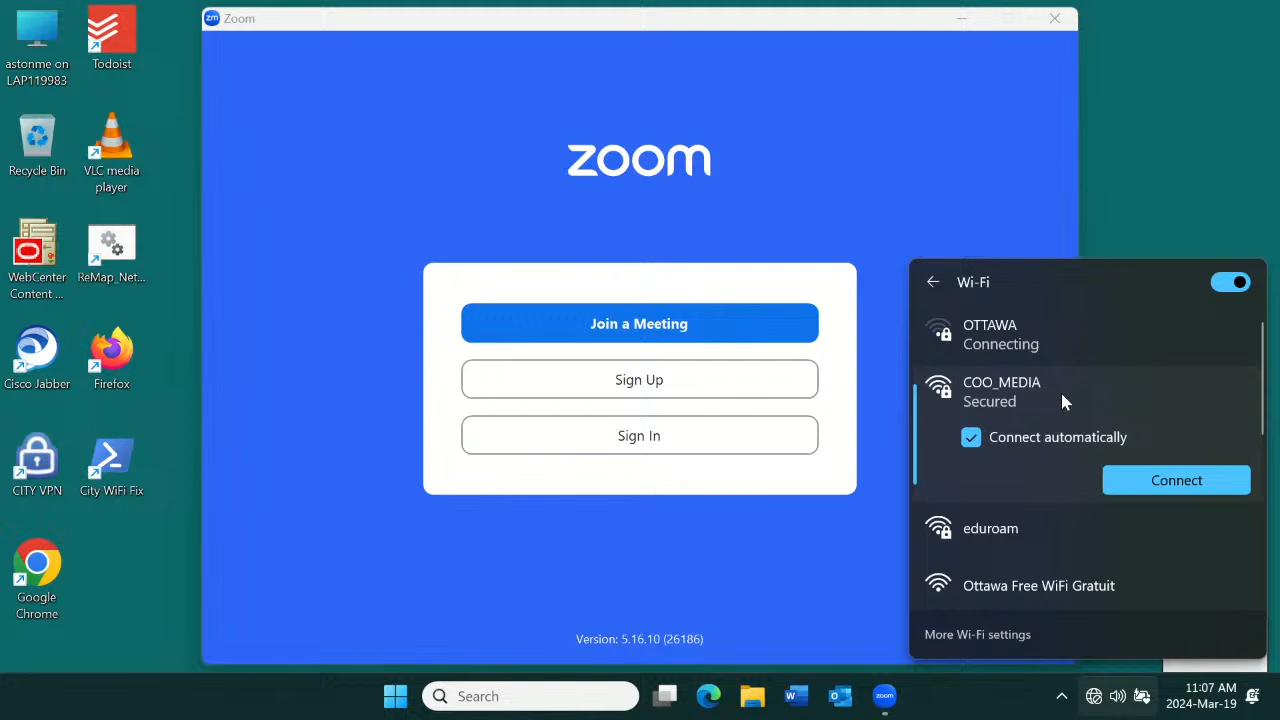 astonme on
LAP119983
Todoist
Recycle Bin
VLC media
player
WebCenter
Content ...
ReMap_Net...
Cisco Jabber
Firefox
CITY VPN
City WiFi Fix
Google
Chrome
zm Zoom
zoom
Join a Meeting
Sign Up
Sign In
Version: 5.16.10 (26186)
Wi-Fi
OTTAWA
Connecting
COO_MEDIA
Secured
Connect automatically
Connect
eduroam
Ottawa Free WiFi Gratuit
More Wi-Fi settings
Search
zoom
11:07 AM
2024-Mar-19